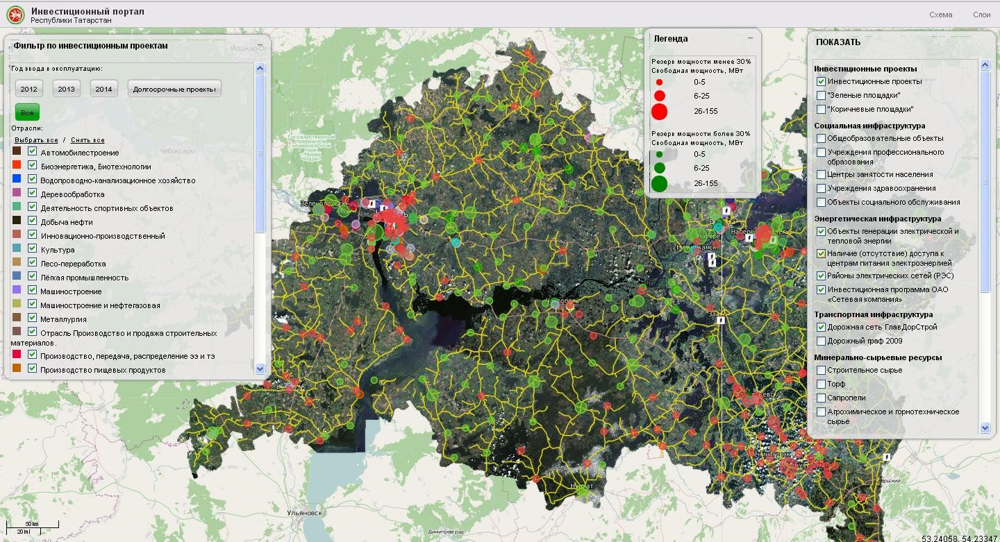 Инвестиционный портал
Республики Татарстан
Схема
Слои
Фильтр по инвестиционным проектам
Год ввода в эксплуатацию:
2012
2013
2014
Долгосрочные проекты
Все
Отрасли:
Выбрать все / Снять все
Автомобилестроение
Биоэнергетика, Биотехнологии
Водопроводно-канализационное хозяйство
Деревообработка
Деятельность спортивных объектов
Добыча нефти
Инновационно-производственный
Культура
Лесо-переработка
Лёгкая промышленность
Машиностроение
Машиностроение и нефтегазовая
Металлургия
Отрасль Производство и продажа строительных
материалов.
Производство, передача, распределение ээ и тэ
Производство пищевых продуктов
Легенда
Резерв мощности менее 30%
Свободная мощность, МВт
0-5
6-25
26-155
Резерв мощности более 30%
Свободная мощность, МВт
0-5
6-25
26-155
ПОКАЗАТЬ
Инвестиционные проекты
Инвестиционные проекты
"Зеленые площадки"
"Коричневые площадки"
Социальная инфраструктура
Общеобразовательные объекты
Учреждения профессионального
образования
Центры занятости населения
Учреждения здравоохранения
Объекты социального обслуживания
Энергетическая инфраструктура
Объекты генерации электрической и
тепловой энергии
Наличие (отсутствие) доступа к
центрам питания электроэнергией
Районы электрических сетей (РЭС)
Инвестиционная программа ОАО
«Сетевая компания»
Транспортная инфраструктура
Дорожная сеть ГлавДорСтрой
Дорожный граф 2009
Минерально-сырьевые ресурсы
Строительное сырье
Торф
Сапропели
Агрохимическое и горнотехническое
сырье
Чебоксары
Государственный
природный
национальный
парк "Марий
Чодра"
Ульяновск
Димитровград
50 km
20 mi
53.24058, 54.23347